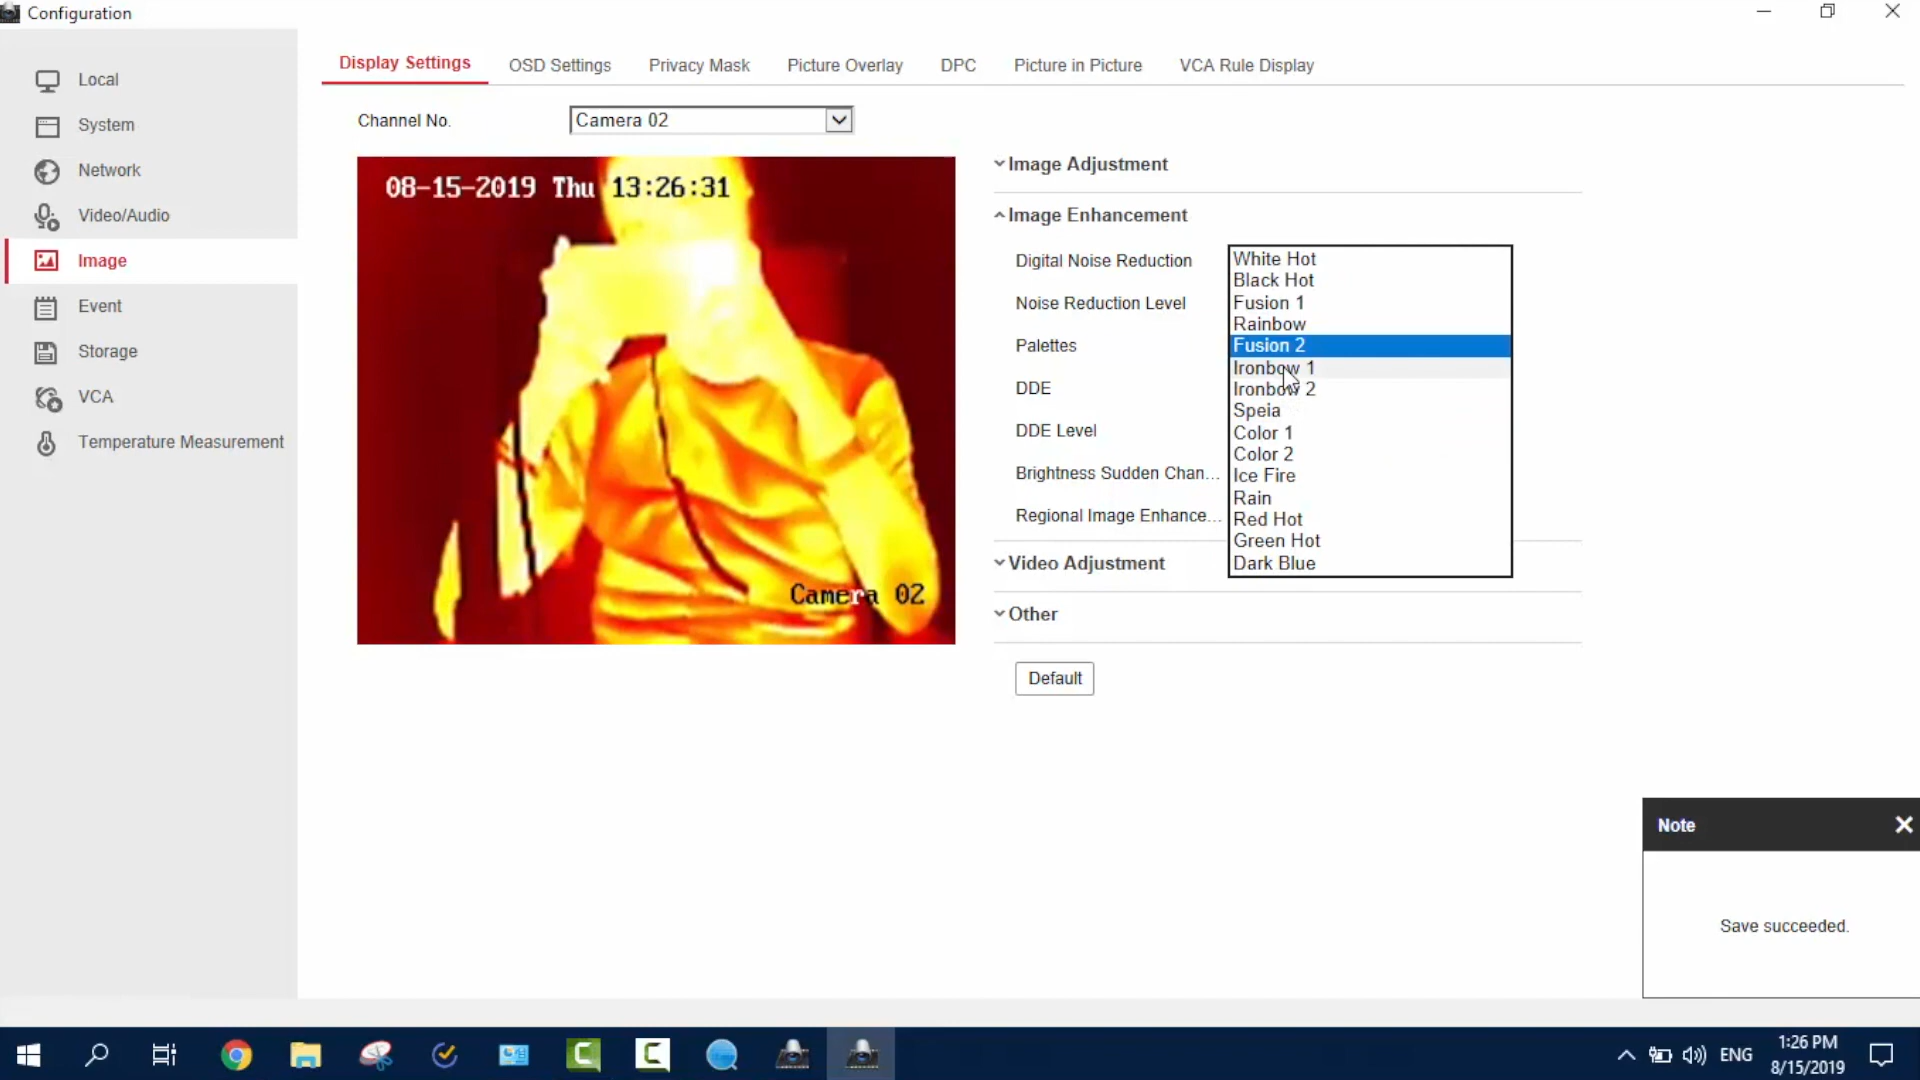 Configuration
Local
System
Network
Video/Audio
Image
Event
Storage
VCA
Temperature Measurement
Display Settings
OSD Settings
Privacy Mask
Picture Overlay
DPC
Picture in Picture
VCA Rule Display
Channel No.
Camera 02
08-15-2019 Thu 13:26:31
Camera 02
Image Adjustment
Image Enhancement
Digital Noise Reduction
Noise Reduction Level
Palettes
DDE
DDE Level
Brightness Sudden Chan...
Regional Image Enhance...
White Hot
Black Hot
Fusion 1
Rainbow
Fusion 2
Ironbow 1
Ironbow 2
Speia
Color 1
Color 2
Ice Fire
Rain
Red Hot
Green Hot
Dark Blue
Video Adjustment
Other
Default
Note
Save succeeded.
ENG
1:26 PM
8/15/2019